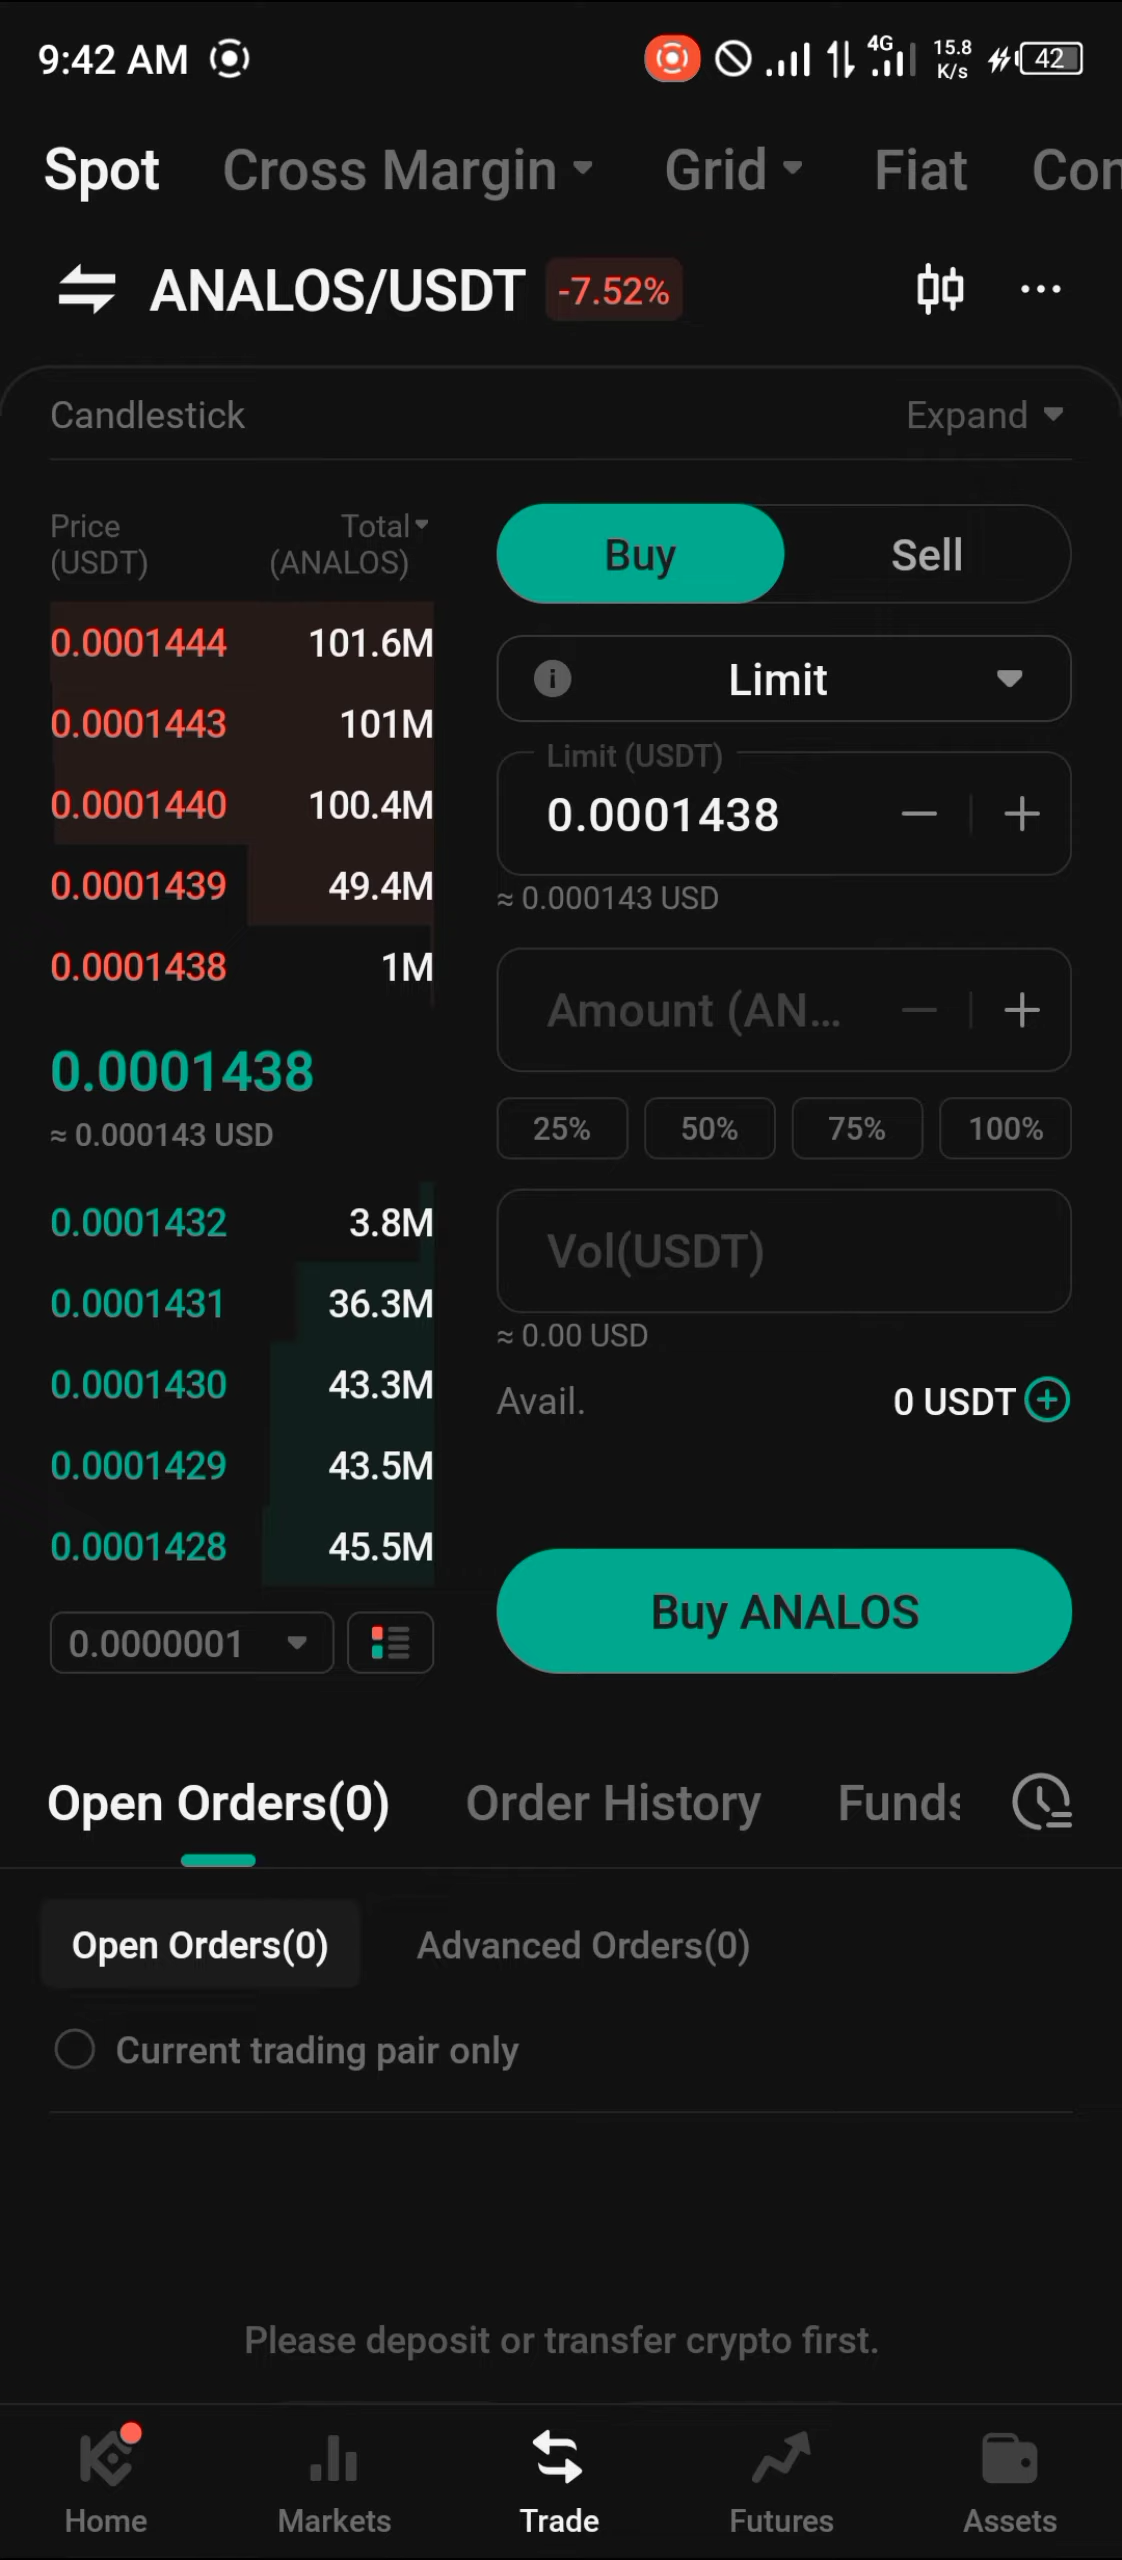 9:42 AM 4G 15.8 K/s 42
Spot Cross Margin Grid Fiat Con
ANALOS/USDT -7.52%
Candlestick Expand
Price (USDT) Total (ANALOS)
0.0001444 101.6M
0.0001443 101M
0.0001440 100.4M
0.0001439 49.4M
0.0001438 1M
0.0001438
≈ 0.000143 USD
0.0001432 3.8M
0.0001431 36.3M
0.0001430 43.3M
0.0001429 43.5M
0.0001428 45.5M
0.0000001
Buy Sell
Limit
Limit (USDT)
0.0001438
≈ 0.000143 USD
Amount (AN...
25% 50% 75% 100%
Vol(USDT)
≈ 0.00 USD
Avail. 0 USDT
Buy ANALOS
Open Orders(0) Order History Funds
Open Orders(0) Advanced Orders(0)
Current trading pair only
Please deposit or transfer crypto first.
Home Markets Trade Futures Assets